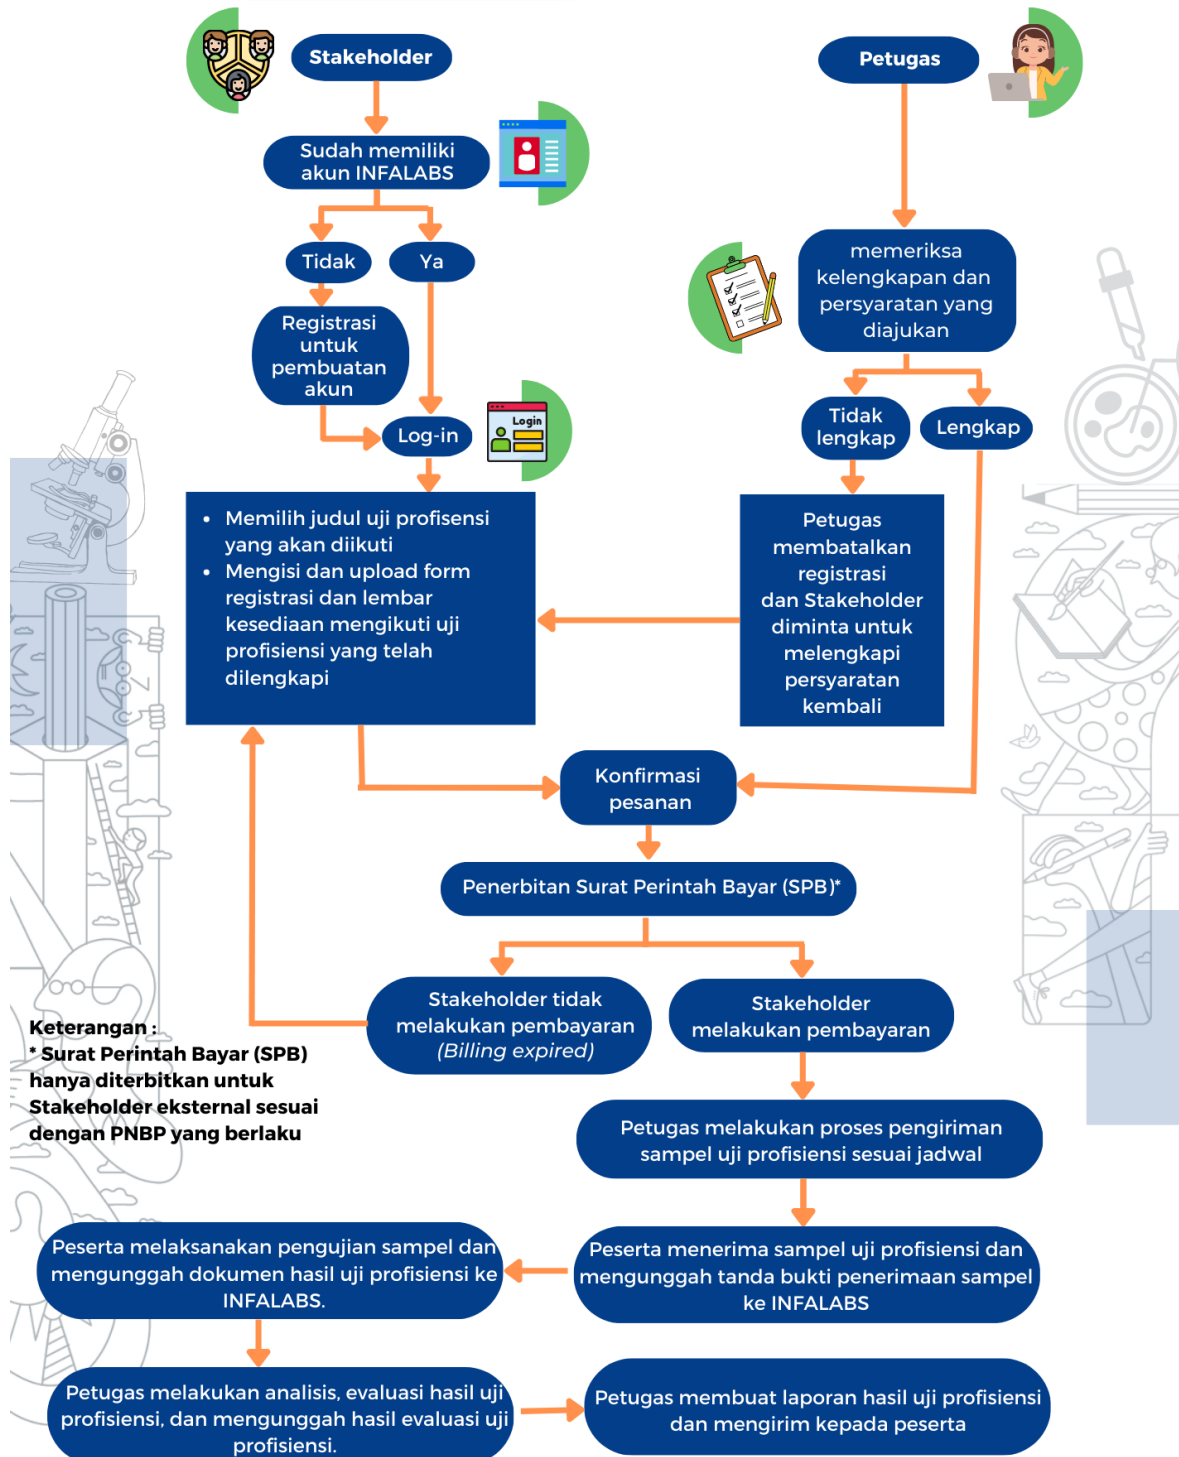 Stakeholder
Petugas
Sudah memiliki
akun INFALABS
Tidak
Ya
Registrasi
untuk
pembuatan
akun
Log-in
Login
memeriksa
kelengkapan dan
persyaratan yang
diajukan
Tidak
lengkap
Lengkap
• Memilih judul uji profisensi
yang akan diikuti
• Mengisi dan upload form
registrasi dan lembar
kesediaan mengikuti uji
profisiensi yang telah
dilengkapi
Petugas
membatalkan
registrasi
dan Stakeholder
diminta untuk
melengkapi
persyaratan
kembali
Konfirmasi
pesanan
Penerbitan Surat Perintah Bayar (SPB)*
Stakeholder tidak
melakukan pembayaran
(Billing expired)
Stakeholder
melakukan pembayaran
Keterangan :
* Surat Perintah Bayar (SPB)
hanya diterbitkan untuk
Stakeholder eksternal sesuai
dengan PNBP yang berlaku
Petugas melakukan proses pengiriman
sampel uji profisiensi sesuai jadwal
Peserta menerima sampel uji profisiensi dan
mengunggah tanda bukti penerimaan sampel
ke INFALABS
Peserta melaksanakan pengujian sampel dan
mengunggah dokumen hasil uji profisiensi ke
INFALABS.
Petugas melakukan analisis, evaluasi hasil uji
profisiensi, dan mengunggah hasil evaluasi uji
profisiensi.
Petugas membuat laporan hasil uji profisiensi
dan mengirim kepada peserta